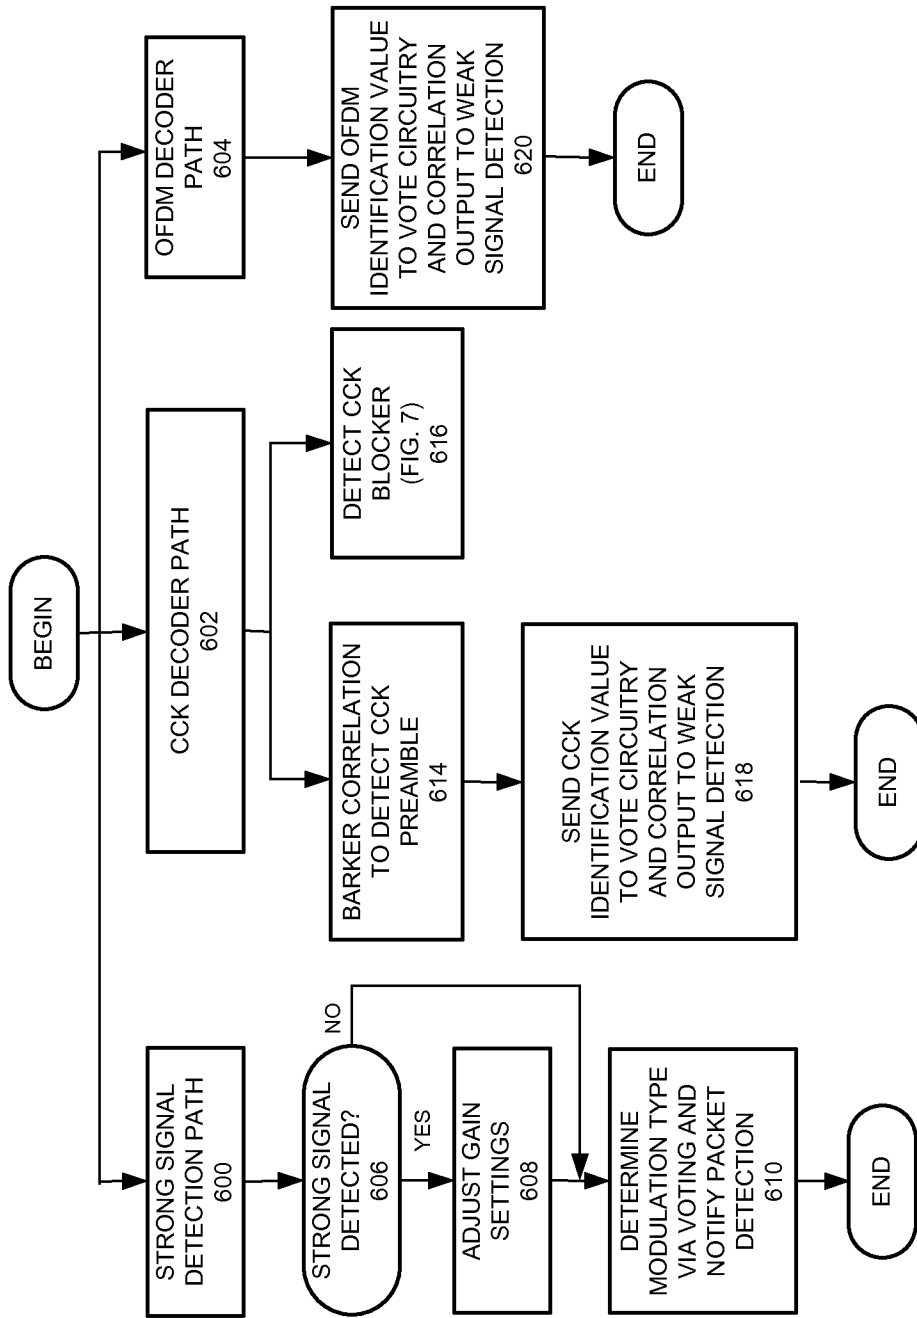 BEGIN
STRONG SIGNAL
DETECTION PATH
600
CCK DECODER PATH
602
OFDM DECODER
PATH
604
STRONG SIGNAL
DETECTED?
606
NO
YES
ADJUST GAIN
SETTINGS
608
DETERMINE
MODULATION TYPE
VIA VOTING AND
NOTIFY PACKET
DETECTION
610
END
BARKER CORRELATION
TO DETECT CCK
PREAMBLE
614
DETECT CCK
BLOCKER
(FIG. 7)
616
SEND CCK
IDENTIFICATION VALUE
TO VOTE CIRCUITRY
AND CORRELATION
OUTPUT TO WEAK
SIGNAL DETECTION
618
END
SEND OFDM
IDENTIFICATION VALUE
TO VOTE CIRCUITRY
AND CORRELATION
OUTPUT TO WEAK
SIGNAL DETECTION
620
END